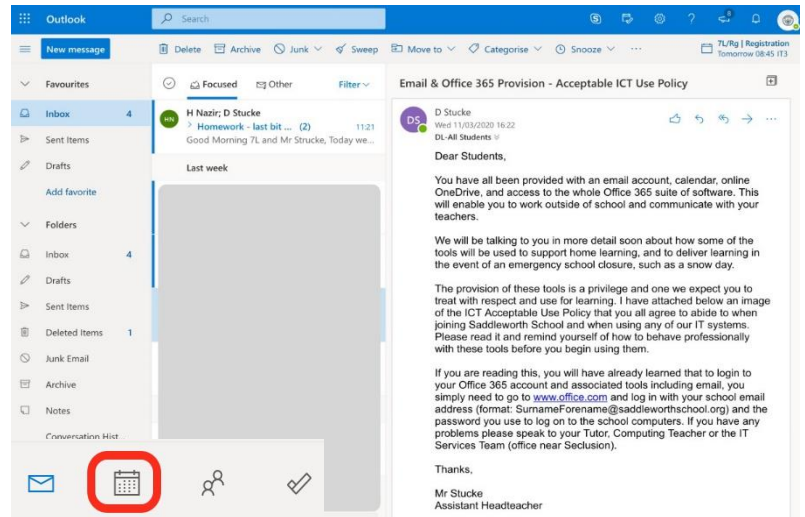 Outlook
Search
New message
Delete
Archive
Junk
Sweep
Move to
Categorise
Snooze
7L/Rg | Registration
Tomorrow 08:45 IT3
Favourites
Inbox 4
Sent Items
Drafts
Add favorite
Folders
Inbox 4
Drafts
Sent Items
Deleted Items 1
Junk Email
Archive
Notes
Conversation Hist
Focused
Other
Filter
HN
H Nazir; D Stucke
Homework - last bit ... (2) 11:21
Good Morning 7L and Mr Strucke, Today we...
Last week
Email & Office 365 Provision - Acceptable ICT Use Policy
DS
D Stucke
Wed 11/03/2020 16:22
DL-All Students
Dear Students,
You have all been provided with an email account, calendar, online
OneDrive, and access to the whole Office 365 suite of software. This
will enable you to work outside of school and communicate with your
teachers.
We will be talking to you in more detail soon about how some of the
tools will be used to support home learning, and to deliver learning in
the event of an emergency school closure, such as a snow day.
The provision of these tools is a privilege and one we expect you to
treat with respect and use for learning. I have attached below an image
of the ICT Acceptable Use Policy that you all agree to abide to when
joining Saddleworth School and when using any of our IT systems.
Please read it and remind yourself of how to behave professionally
with these tools before you begin using them.
If you are reading this, you will have already learned that to login to
your Office 365 account and associated tools including email, you
simply need to go to www.office.com and log in with your school email
address (format: SurnameForename@saddleworthschool.org) and the
password you use to log on to the school computers. If you have any
problems please speak to your Tutor, Computing Teacher or the IT
Services Team (office near Seclusion).
Thanks,
Mr Stucke
Assistant Headteacher